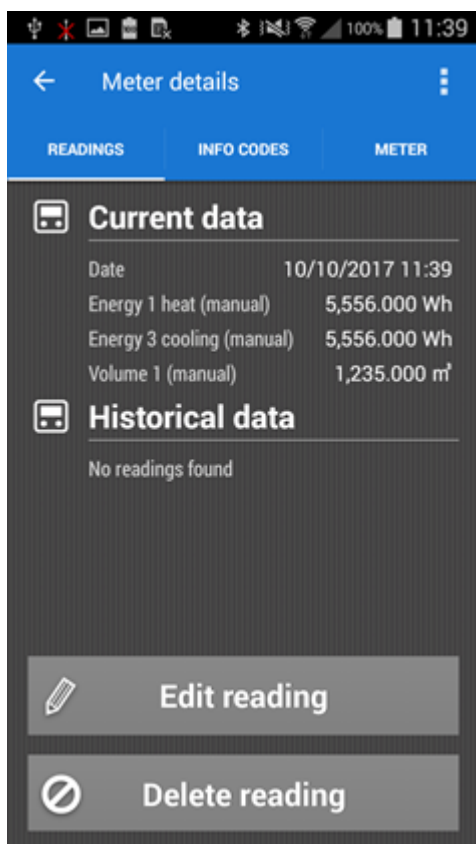 100% 11:39
Meter details
READINGS INFO CODES METER
Current data
Date 10/10/2017 11:39
Energy 1 heat (manual) 5,556.000 Wh
Energy 3 cooling (manual) 5,556.000 Wh
Volume 1 (manual) 1,235.000 m³
Historical data
No readings found
Edit reading
Delete reading